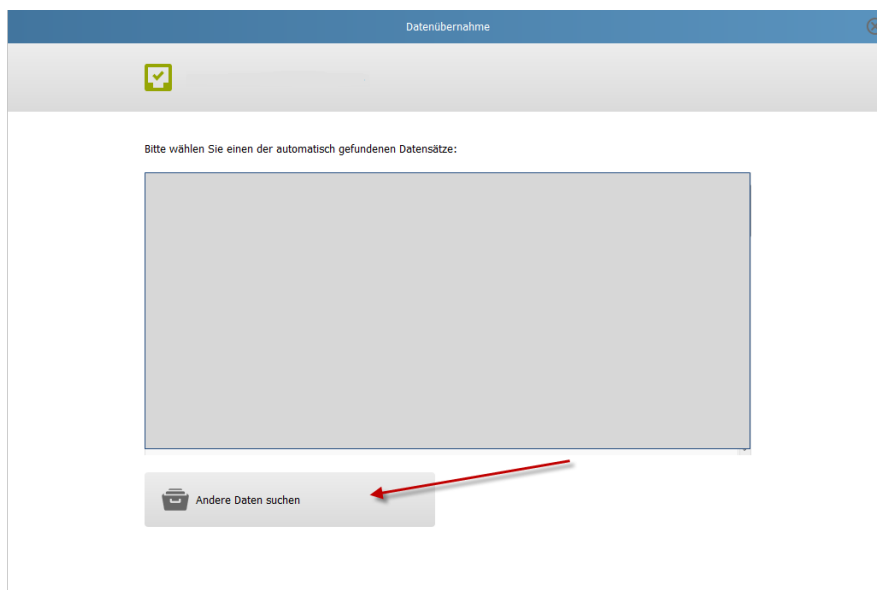 Datenübernahme
Bitte wählen Sie einen der automatisch gefundenen Datensätze:
Andere Daten suchen